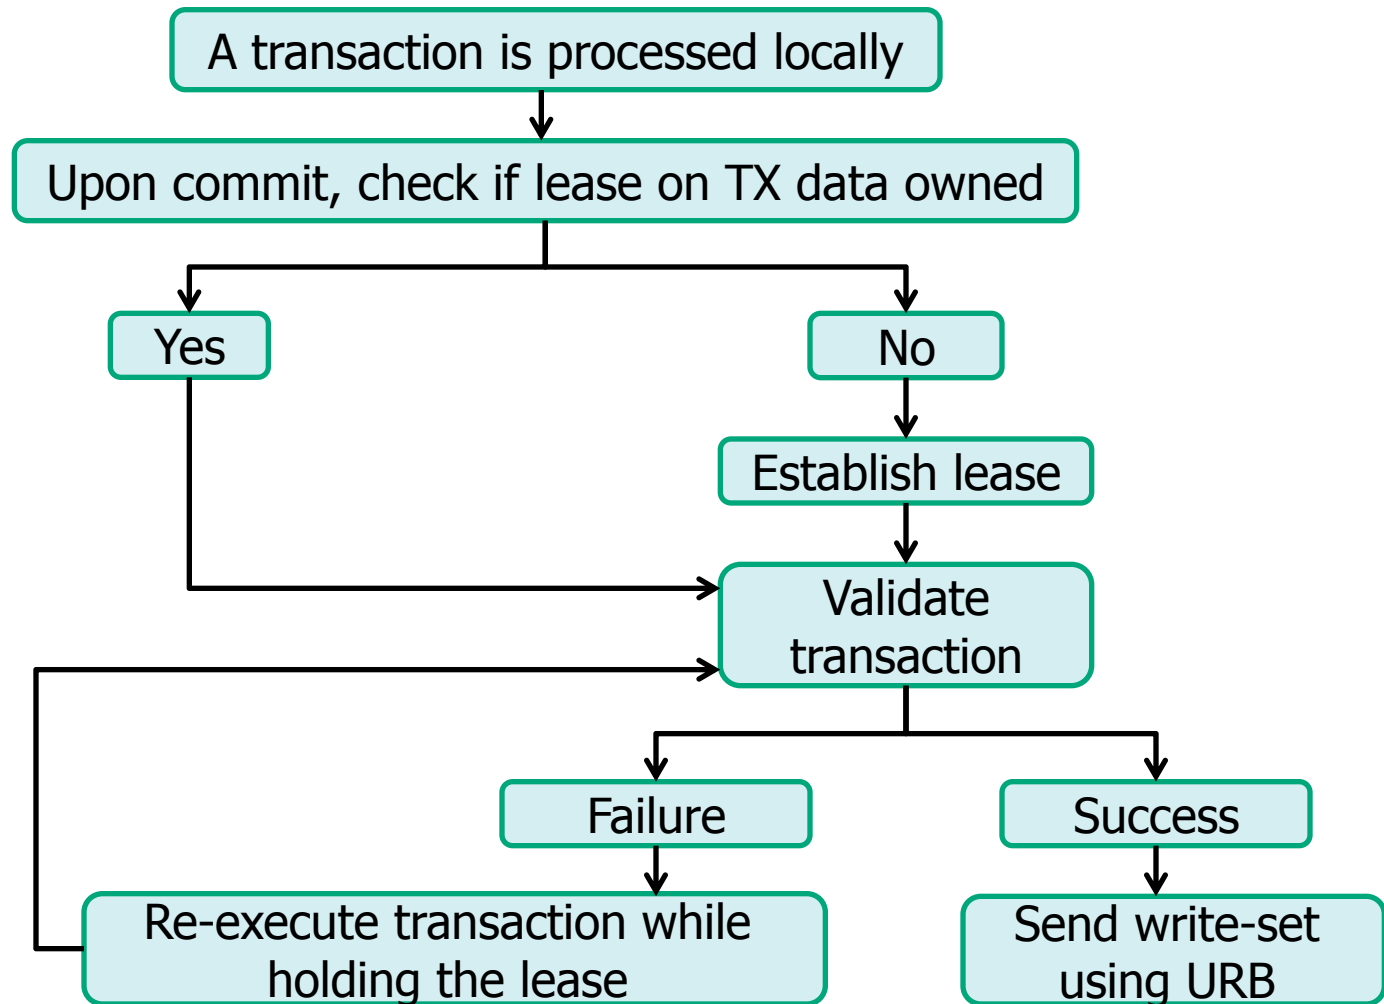 A transaction is processed locally
Upon commit, check if lease on TX data owned
Yes
No
Establish lease
Validate
transaction
Failure
Success
Re-execute transaction while
holding the lease
Send write-set
using URB